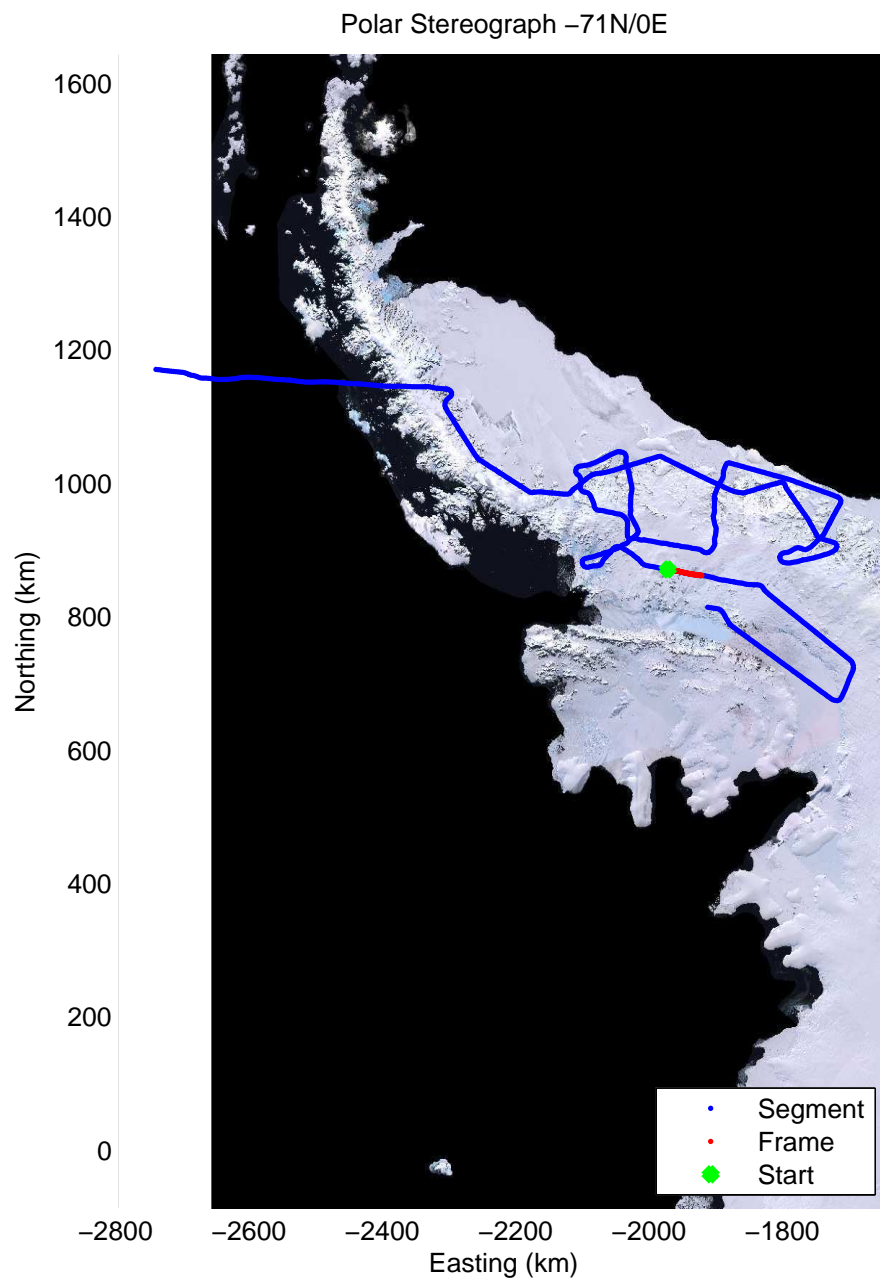 Polar Stereograph −71N/0E
1600
1400
1200
1000
800
600
400
200
0
Northing (km)
−2800 −2600 −2400 −2200 −2000 −1800
Easting (km)
Segment
Frame
Start